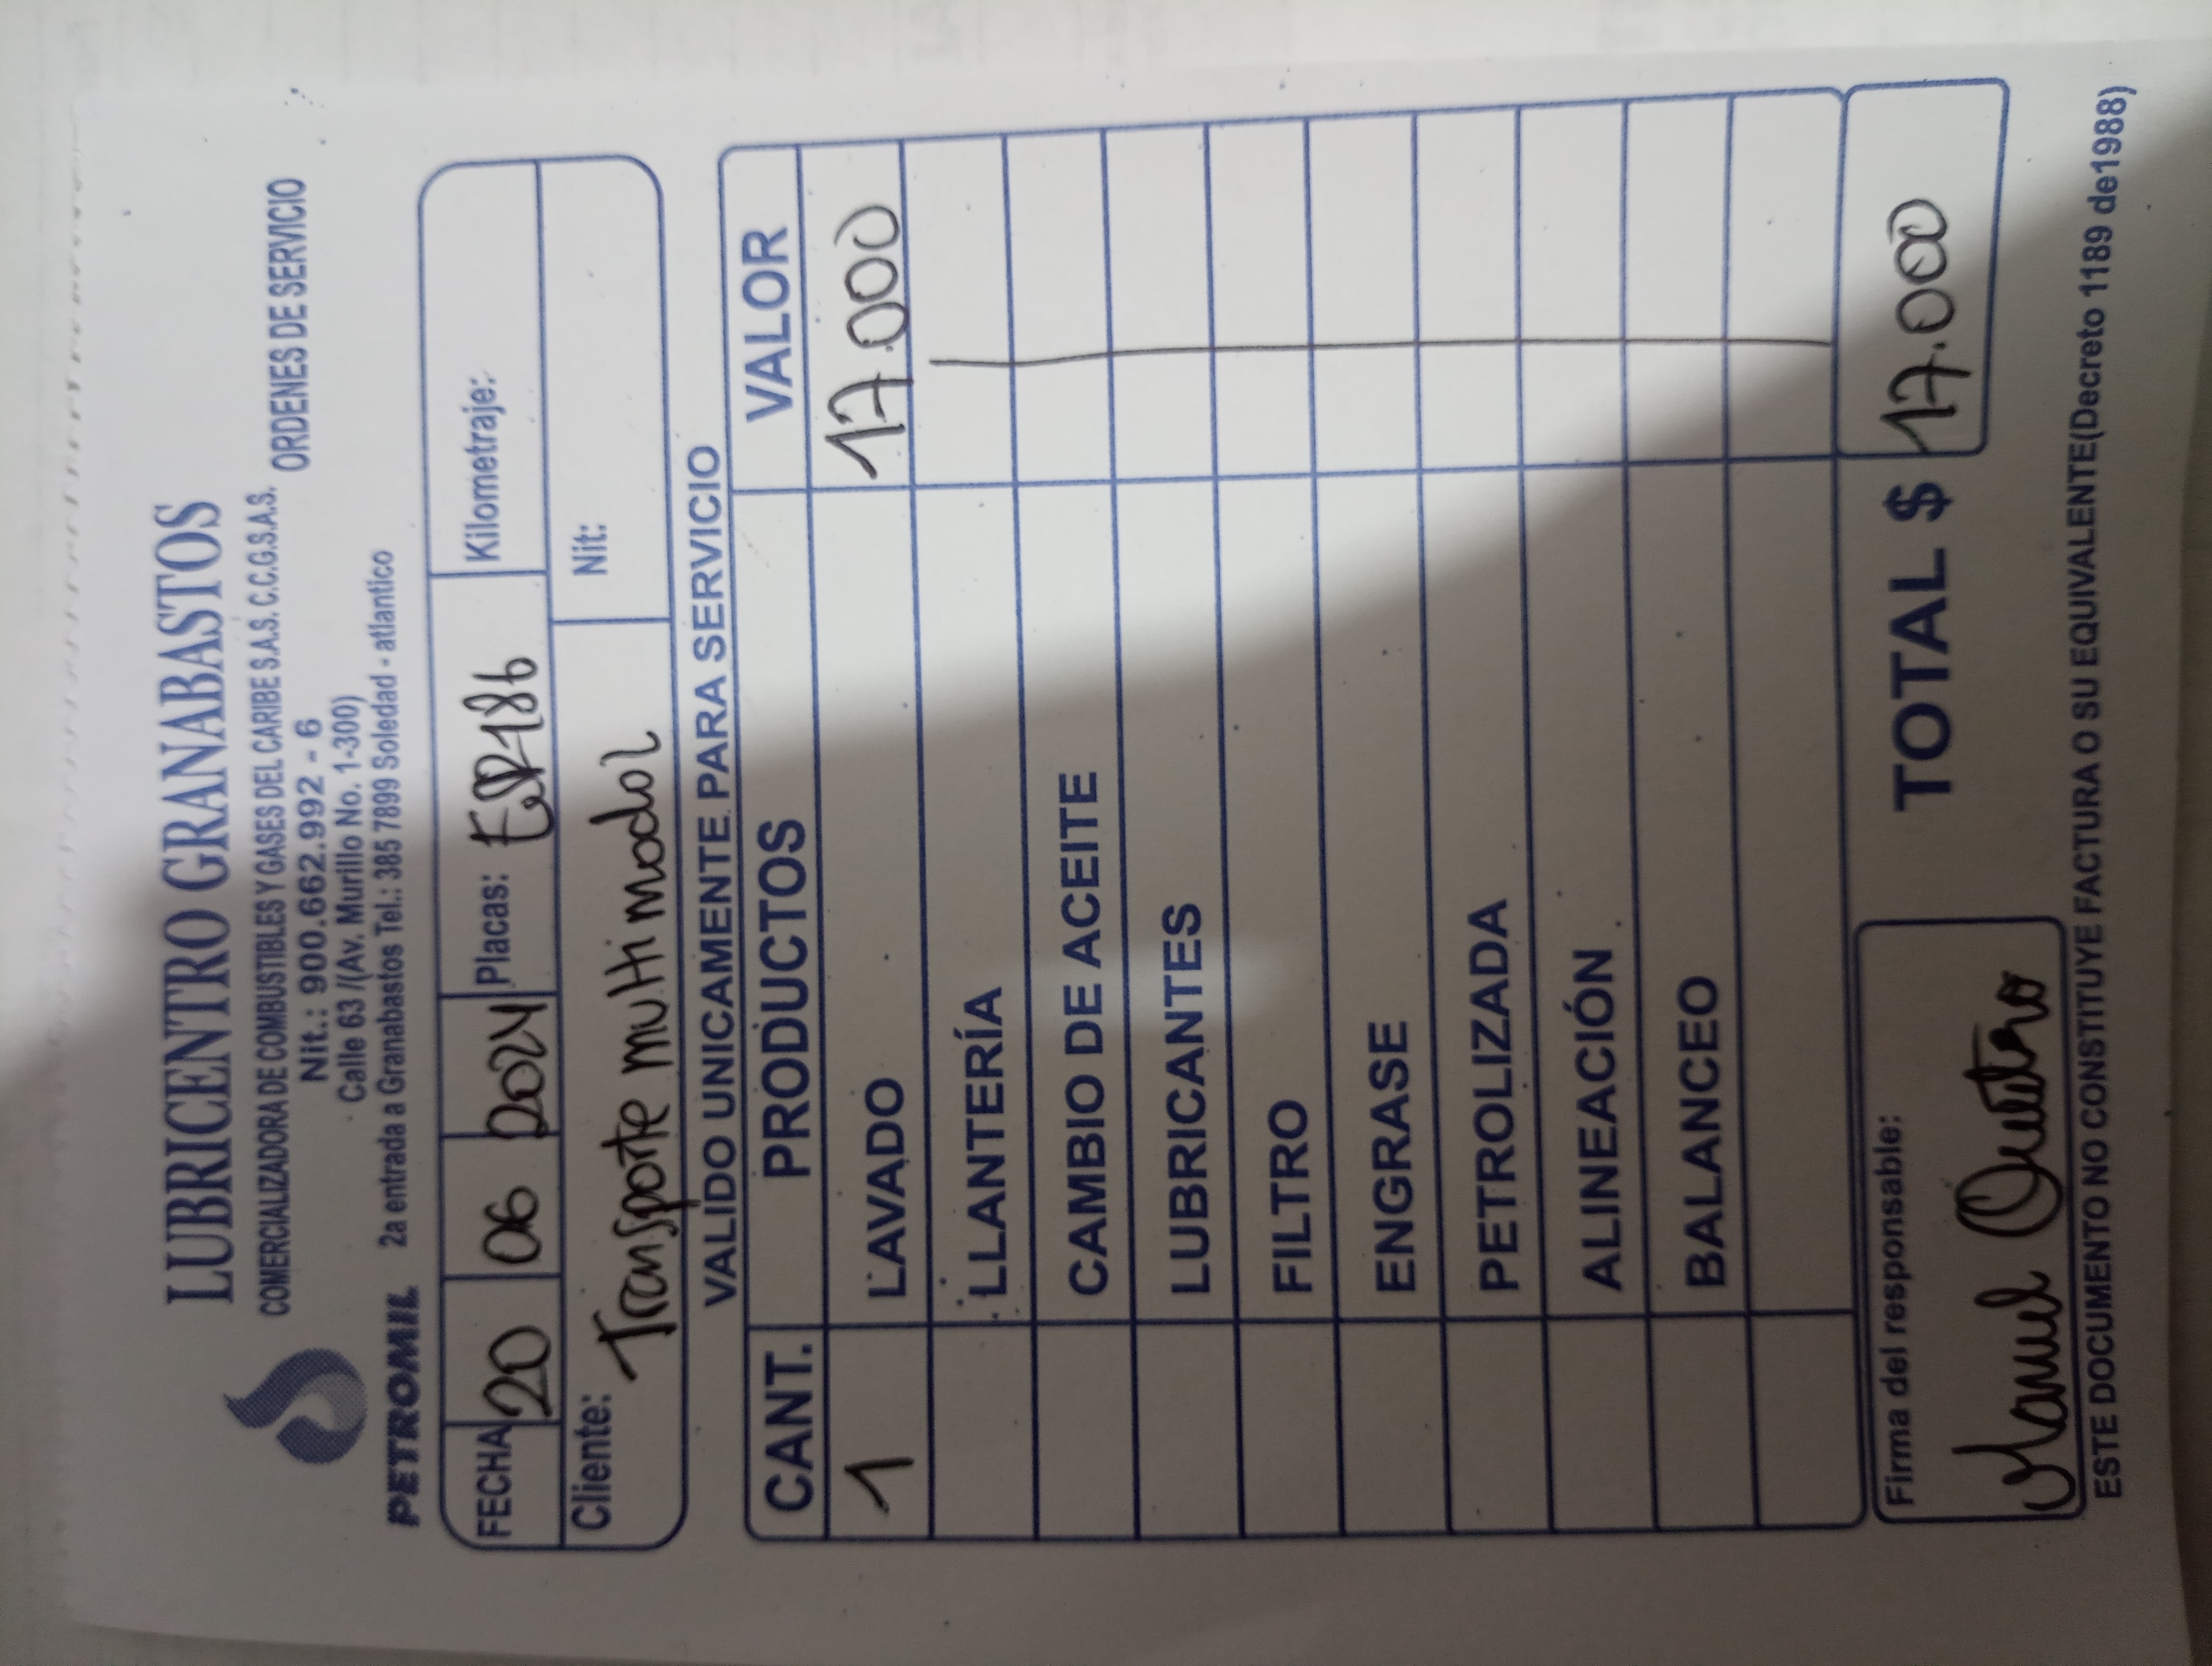 LUBRICENTRO GRANABASTOS
COMERCIALIZADORA DE COMBUSTIBLES Y GASES DEL CARIBE S.A.S. C.C.G.S.A.S.
Nit.: 900.662.992 - 6
ORDENES DE SERVICIO
Calle 63 /(Av. Murillo No. 1-300)
PETROMIL 2a entrada a Granabastos Tel.: 385 7899 Soledad - atlantico
FECHA 20 06 2024 Placas: Kilometraje:
Cliente: Transporte multimodal Nit:
VALIDO UNICAMENTE PARA SERVICIO
CANT. PRODUCTOS VALOR
1 LAVADO 17.000
LLANTERÍA
CAMBIO DE ACEITE
LUBRICANTES
FILTRO
ENGRASE
PETROLIZADA
ALINEACIÓN
BALANCEO
Firma del responsable:
TOTAL $ 17.000
ESTE DOCUMENTO NO CONSTITUYE FACTURA O SU EQUIVALENTE(Decreto 1189 de1988)